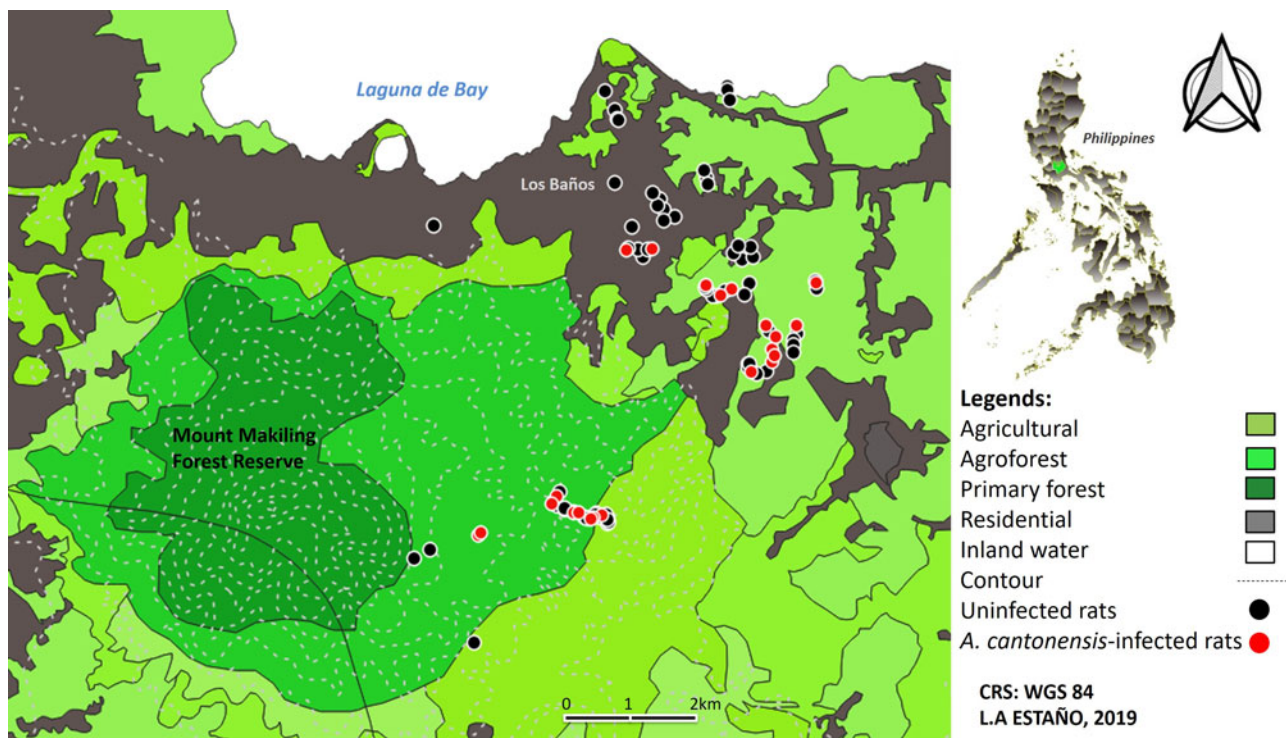 Laguna de Bay
Los Baños
Mount Makiling
Forest Reserve
0 1 2km
Philippines
Legends:
Agricultural
Agroforest
Primary forest
Residential
Inland water
Contour
Uninfected rats
A. cantonensis-infected rats
CRS: WGS 84
L.A ESTAÑO, 2019